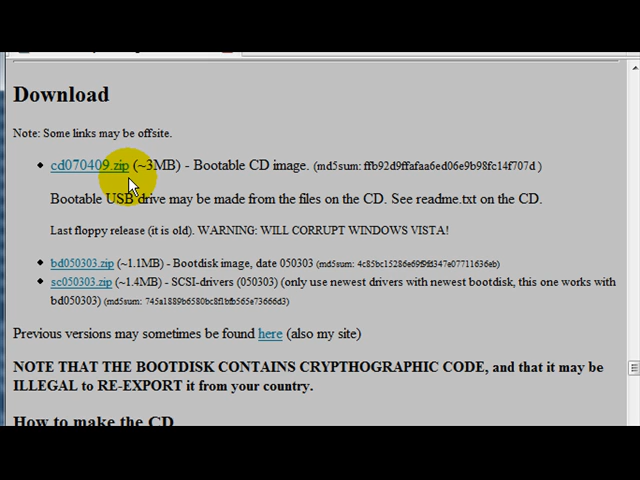 Download
Note: Some links may be offsite.
cd070409.zip (~3MB) - Bootable CD image. (md5sum: ffb92d9ffafaa6ed06e9b98fc14f707d )
Bootable USB drive may be made from the files on the CD. See readme.txt on the CD.
Last floppy release (it is old). WARNING: WILL CORRUPT WINDOWS VISTA!
bd050303.zip (~1.1MB) - Bootdisk image, date 050303 (md5sum:
sc050303.zip (~1.4MB) - SCSI-drivers (050303) (only use newest drivers with newest bootdisk, this one works with
bd050303) (md5sum:
Previous versions may sometimes be found here (also my site)
NOTE THAT THE BOOTDISK CONTAINS CRYPTHOGRAPHIC CODE, and that it may be
ILLEGAL to RE-EXPORT it from your country.
How to make the CD